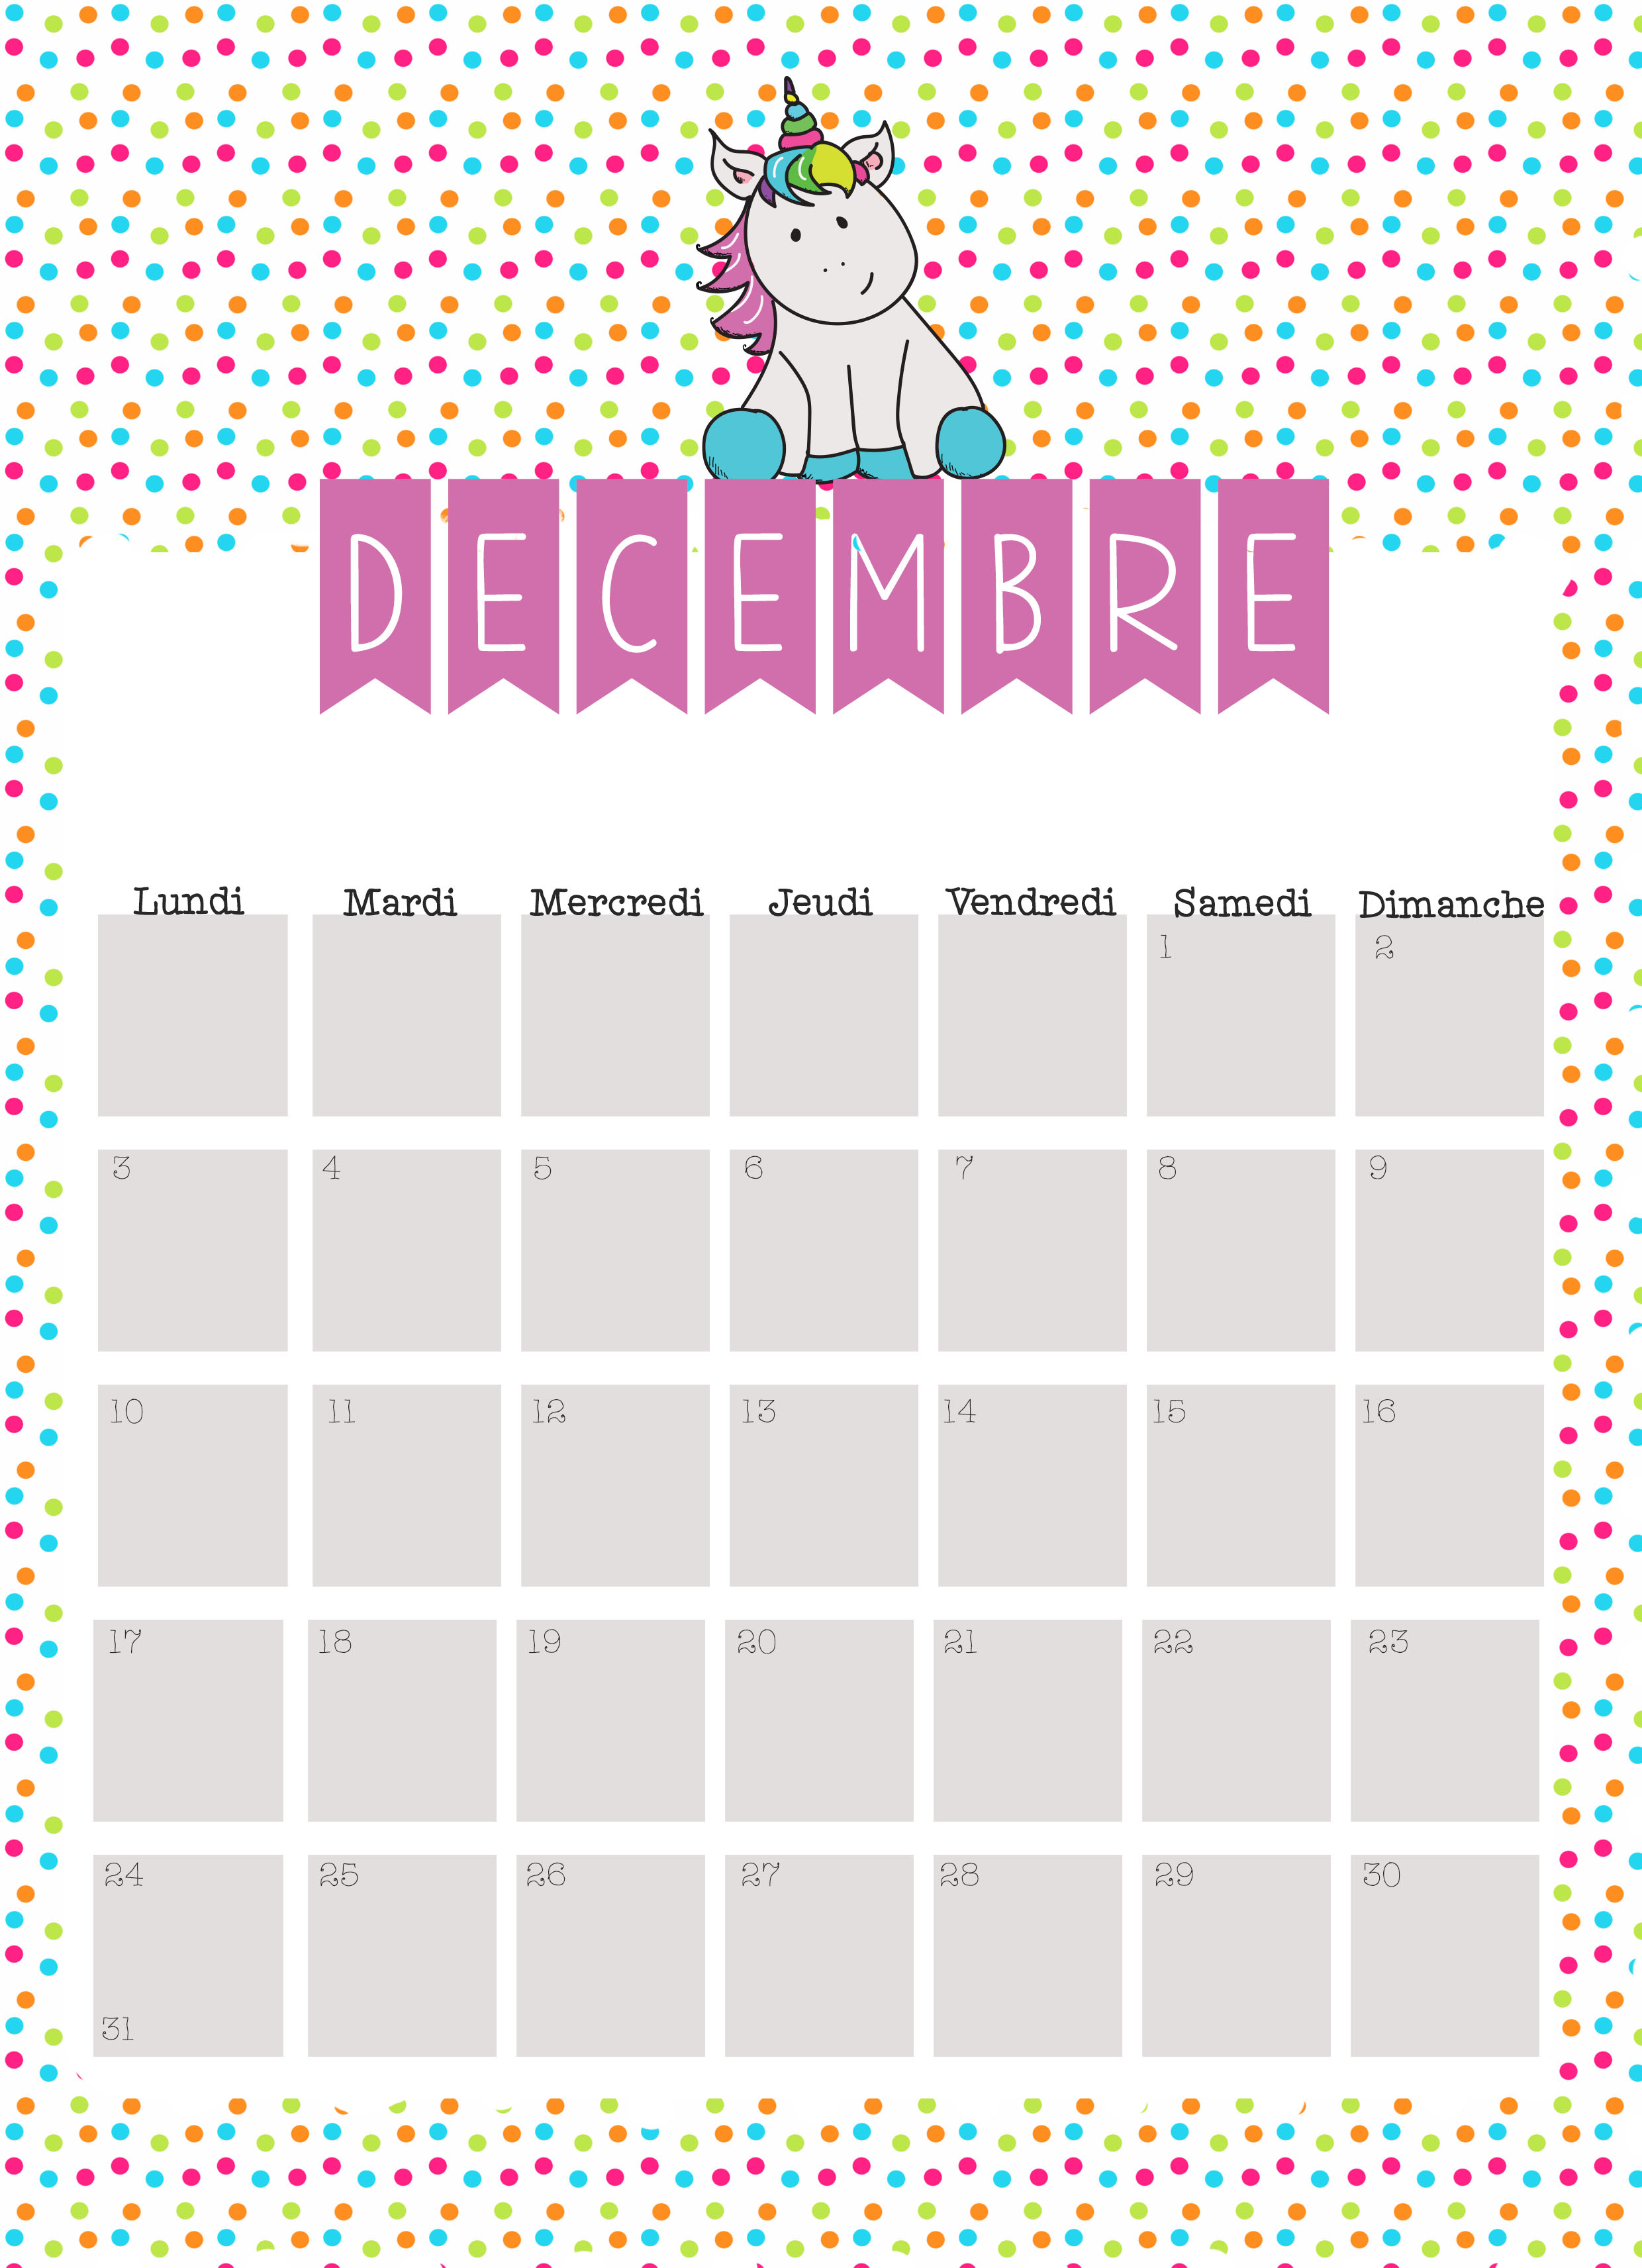 DECEMBRE
Lundi Mardi Mercredi Jeudi Vendredi Samedi Dimanche
1 2
3 4 5 6 7 8 9
10 11 12 13 14 15 16
17 18 19 20 21 22 23
24 25 26 27 28 29 30
31